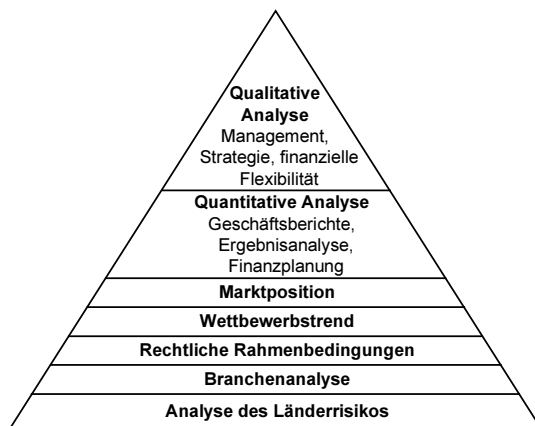 Qualitative
Analyse
Management,
Strategie, finanzielle
Flexibilität
Quantitative Analyse
Geschäftsberichte,
Ergebnisanalyse,
Finanzplanung
Marktposition
Wettbewerbstrend
Rechtliche Rahmenbedingungen
Branchenanalyse
Analyse des Länderrisikos